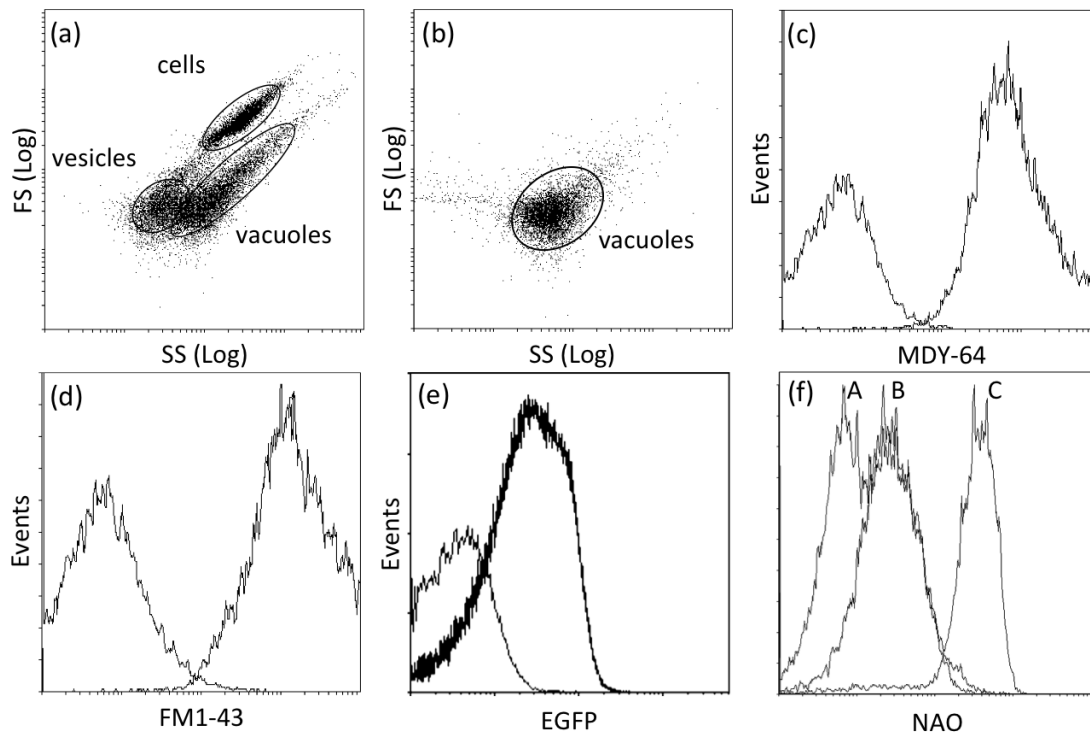 (a)
cells
vesicles
vacuoles
FS (Log)
SS (Log)
(b)
vacuoles
FS (Log)
SS (Log)
(c)
Events
MDY-64
(d)
Events
FM1-43
(e)
Events
EGFP
(f)
A
B
C
Events
NAO